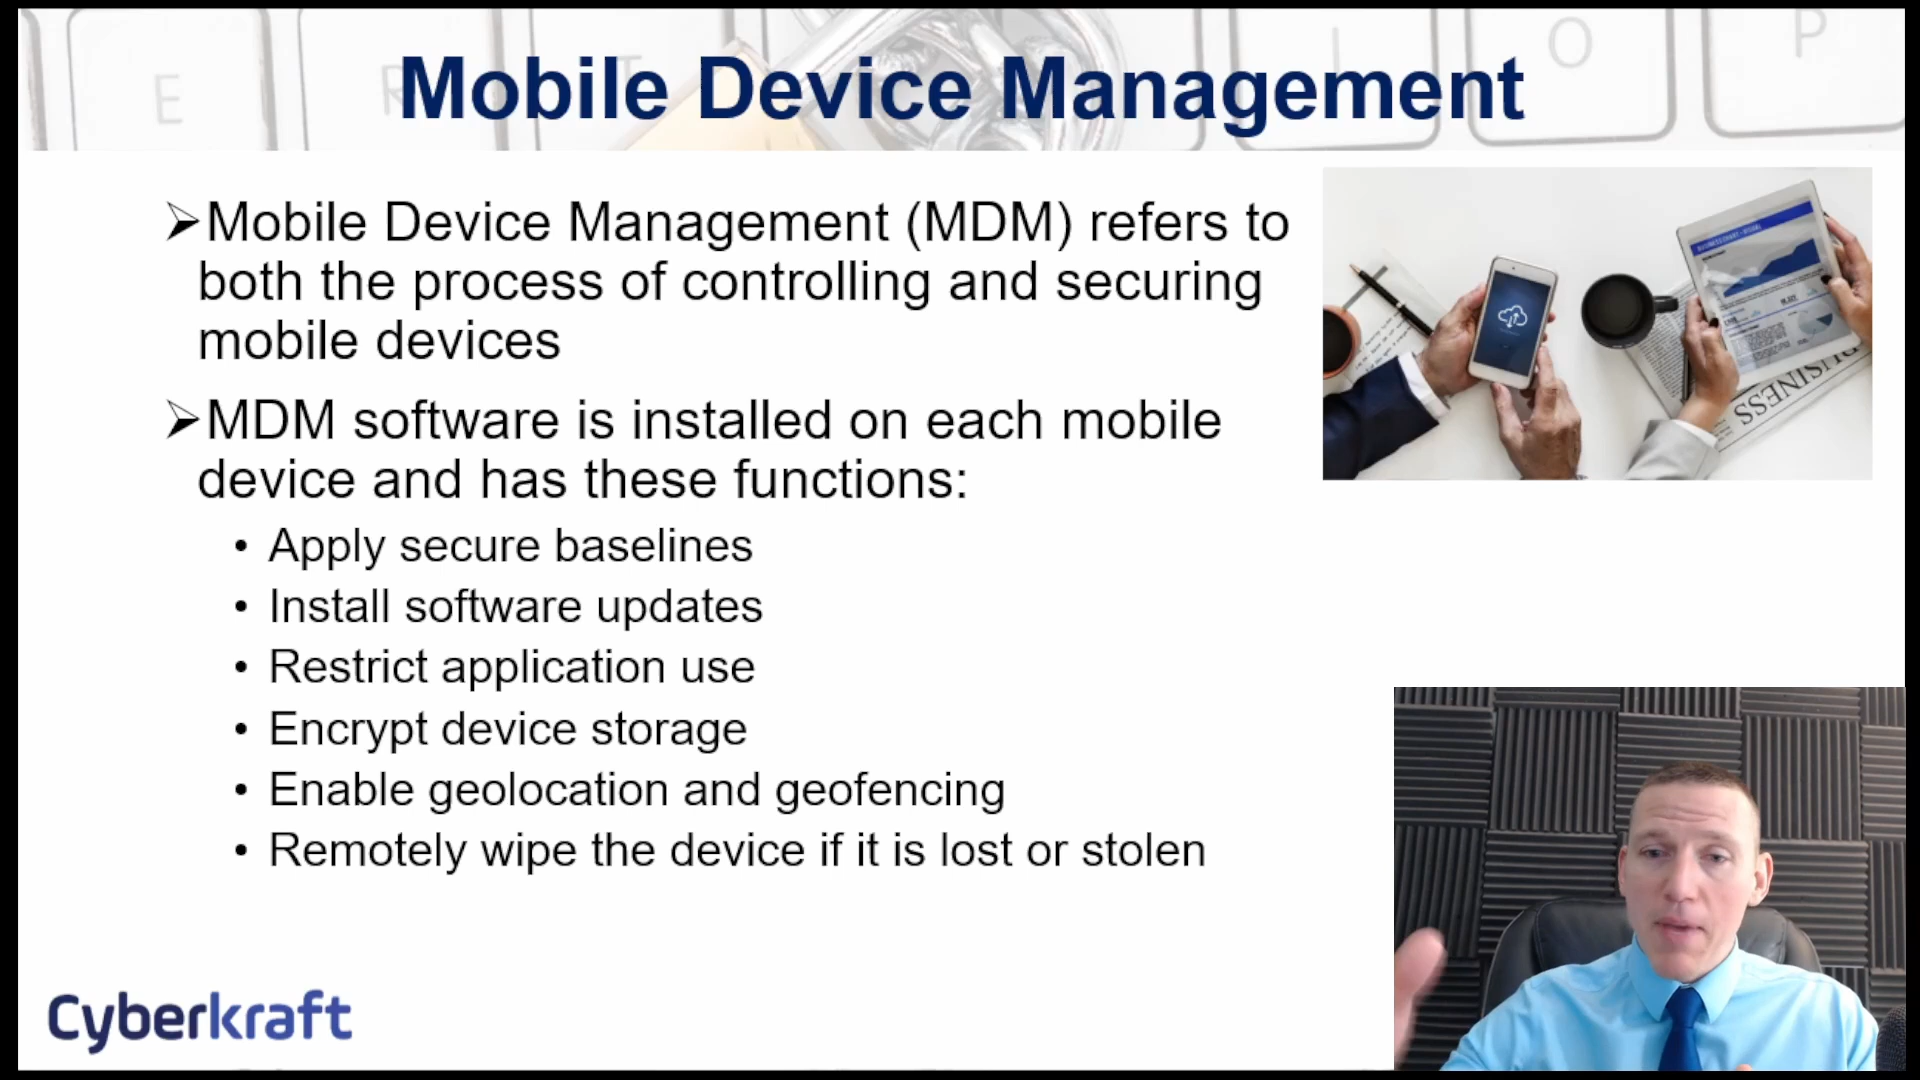 E R T I O P
Mobile Device Management
➢Mobile Device Management (MDM) refers to
both the process of controlling and securing
mobile devices
➢MDM software is installed on each mobile
device and has these functions:
• Apply secure baselines
• Install software updates
• Restrict application use
• Encrypt device storage
• Enable geolocation and geofencing
• Remotely wipe the device if it is lost or stolen
BUSINESS
Cyberkraft